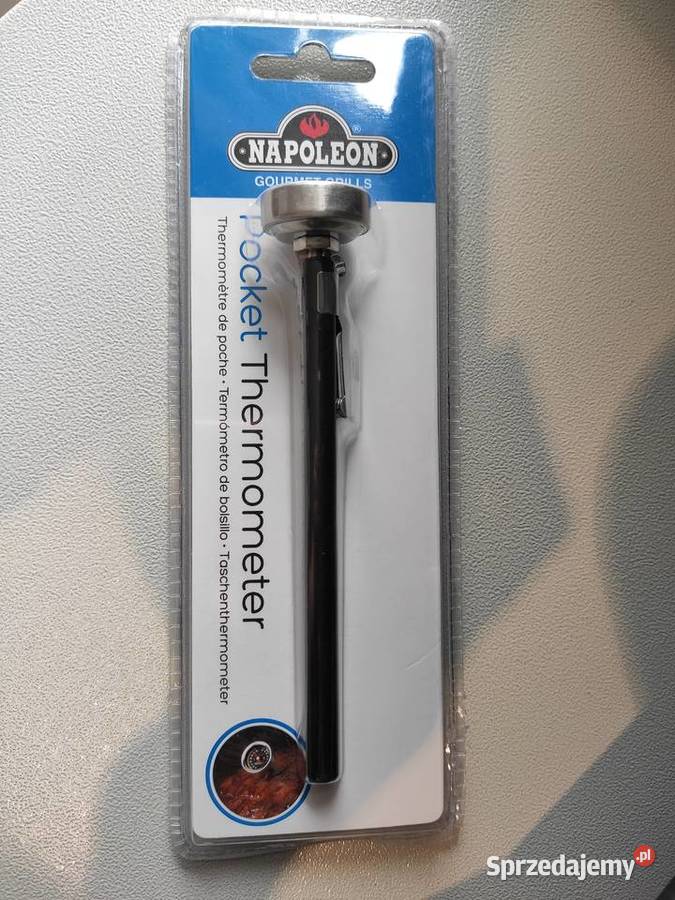 NAPOLEON®
GOURMET GRILLS
Pocket Thermometer
Thermomètre de poche • Termómetro de bolsillo • Taschenthermometer
Sprzedajemy.pl